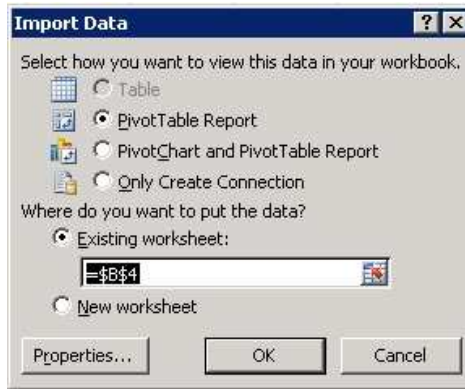 Import Data
Select how you want to view this data in your workbook.
Table
PivotTable Report
PivotChart and PivotTable Report
Only Create Connection
Where do you want to put the data?
Existing worksheet:
=$B$4
New worksheet
Properties...
OK
Cancel